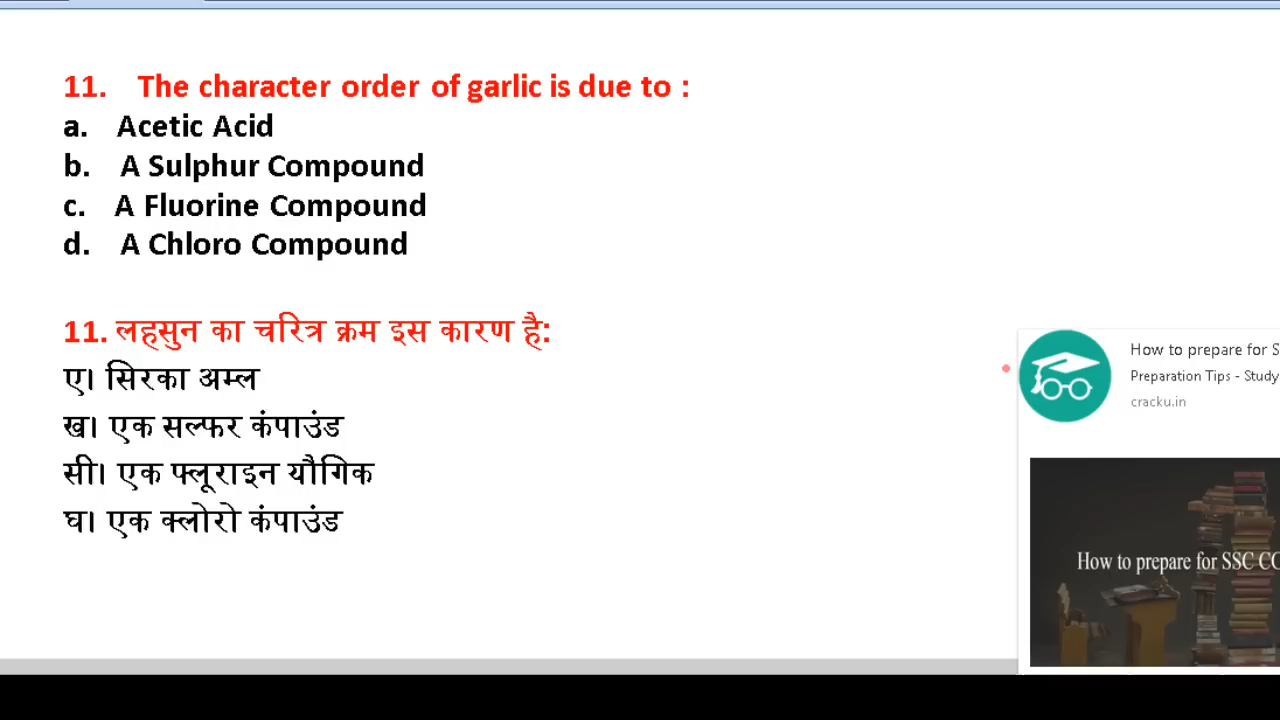 11. The character order of garlic is due to :
a. Acetic Acid
b. A Sulphur Compound
c. A Fluorine Compound
d. A Chloro Compound
11. लहसुन का चरित्र क्रम इस कारण है:
ए। सिरका अम्ल
ख। एक सल्फर कंपाउंड
सी। एक फ्लूराइन यौगिक
घ। एक क्लोरो कंपाउंड
How to prepare for S
Preparation Tips - Study
cracku.in
How to prepare for SSC CG